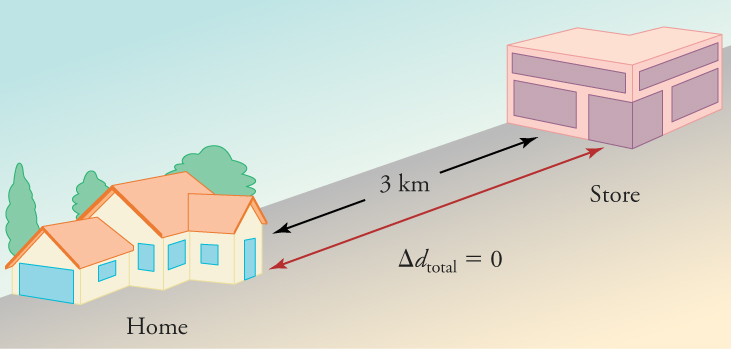 3 km
Store
Δd_total = 0
Home